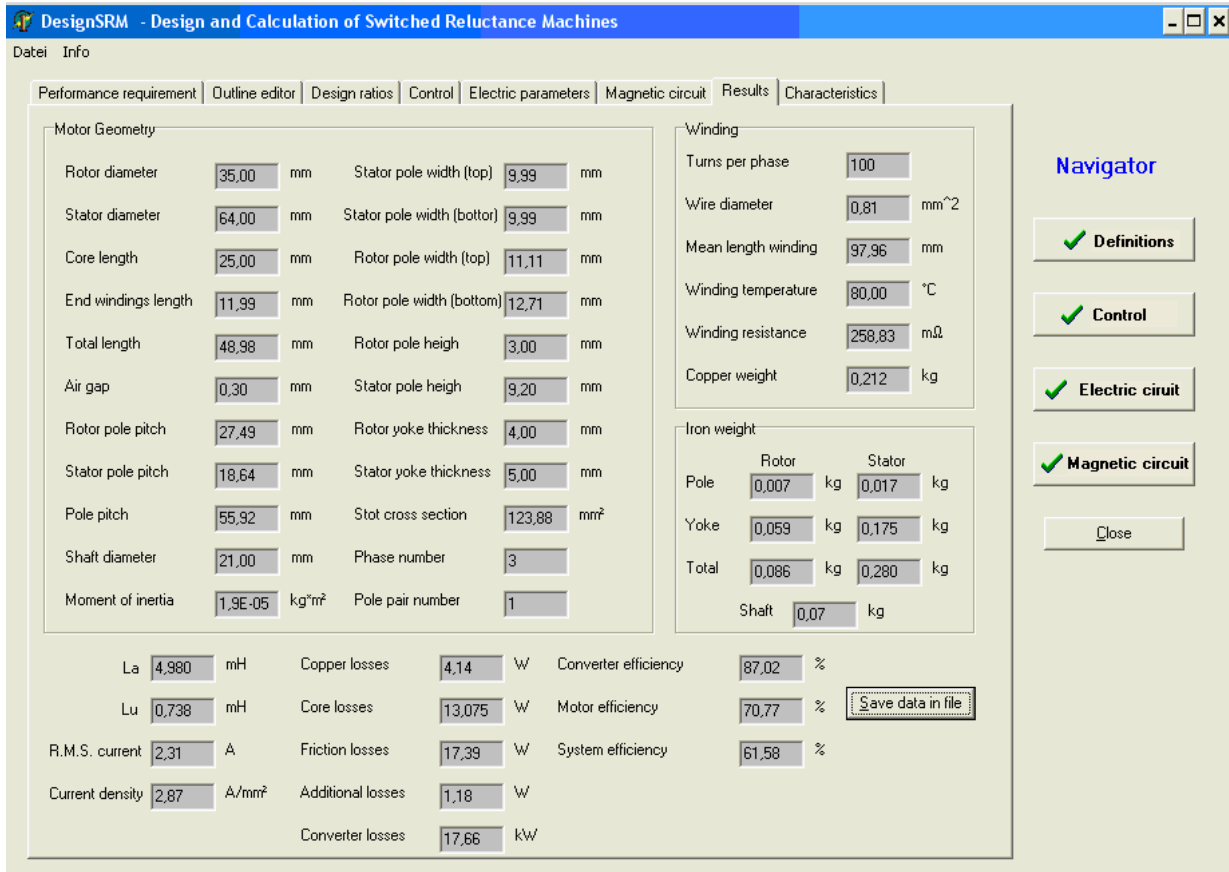 DesignSRM - Design and Calculation of Switched Reluctance Machines
Datei Info
Performance requirement Outline editor Design ratios Control Electric parameters Magnetic circuit Results Characteristics
Motor Geometry
Rotor diameter 35,00 mm Stator pole width (top) 9,99 mm
Stator diameter 64,00 mm Stator pole width (bottor) 9,99 mm
Core length 25,00 mm Rotor pole width (top) 11,11 mm
End windings length 11,99 mm Rotor pole width (bottom) 12,71 mm
Total length 48,98 mm Rotor pole heigh 3,00 mm
Air gap 0,30 mm Stator pole heigh 9,20 mm
Rotor pole pitch 27,49 mm Rotor yoke thickness 4,00 mm
Stator pole pitch 18,64 mm Stator yoke thickness 5,00 mm
Pole pitch 55,92 mm Stot cross section 123,88 mm²
Shaft diameter 21,00 mm Phase number 3
Moment of inertia 1,9E-05 kg*m² Pole pair number 1
Winding
Turns per phase 100
Wire diameter 0,81 mm^2
Mean length winding 97,96 mm
Winding temperature 80,00 °C
Winding resistance 258,83 mΩ
Copper weight 0,212 kg
Iron weight
Rotor Stator
Pole 0,007 kg 0,017 kg
Yoke 0,059 kg 0,175 kg
Total 0,086 kg 0,280 kg
Shaft 0,07 kg
La 4,980 mH Copper losses 4,14 W Converter efficiency 87,02 %
Lu 0,738 mH Core losses 13,075 W Motor efficiency 70,77 % Save data in file
R.M.S. current 2,31 A Friction losses 17,39 W System efficiency 61,58 %
Current density 2,87 A/mm² Additional losses 1,18 W
Converter losses 17,66 kW
Navigator
Definitions
Control
Electric ciruit
Magnetic circuit
Close